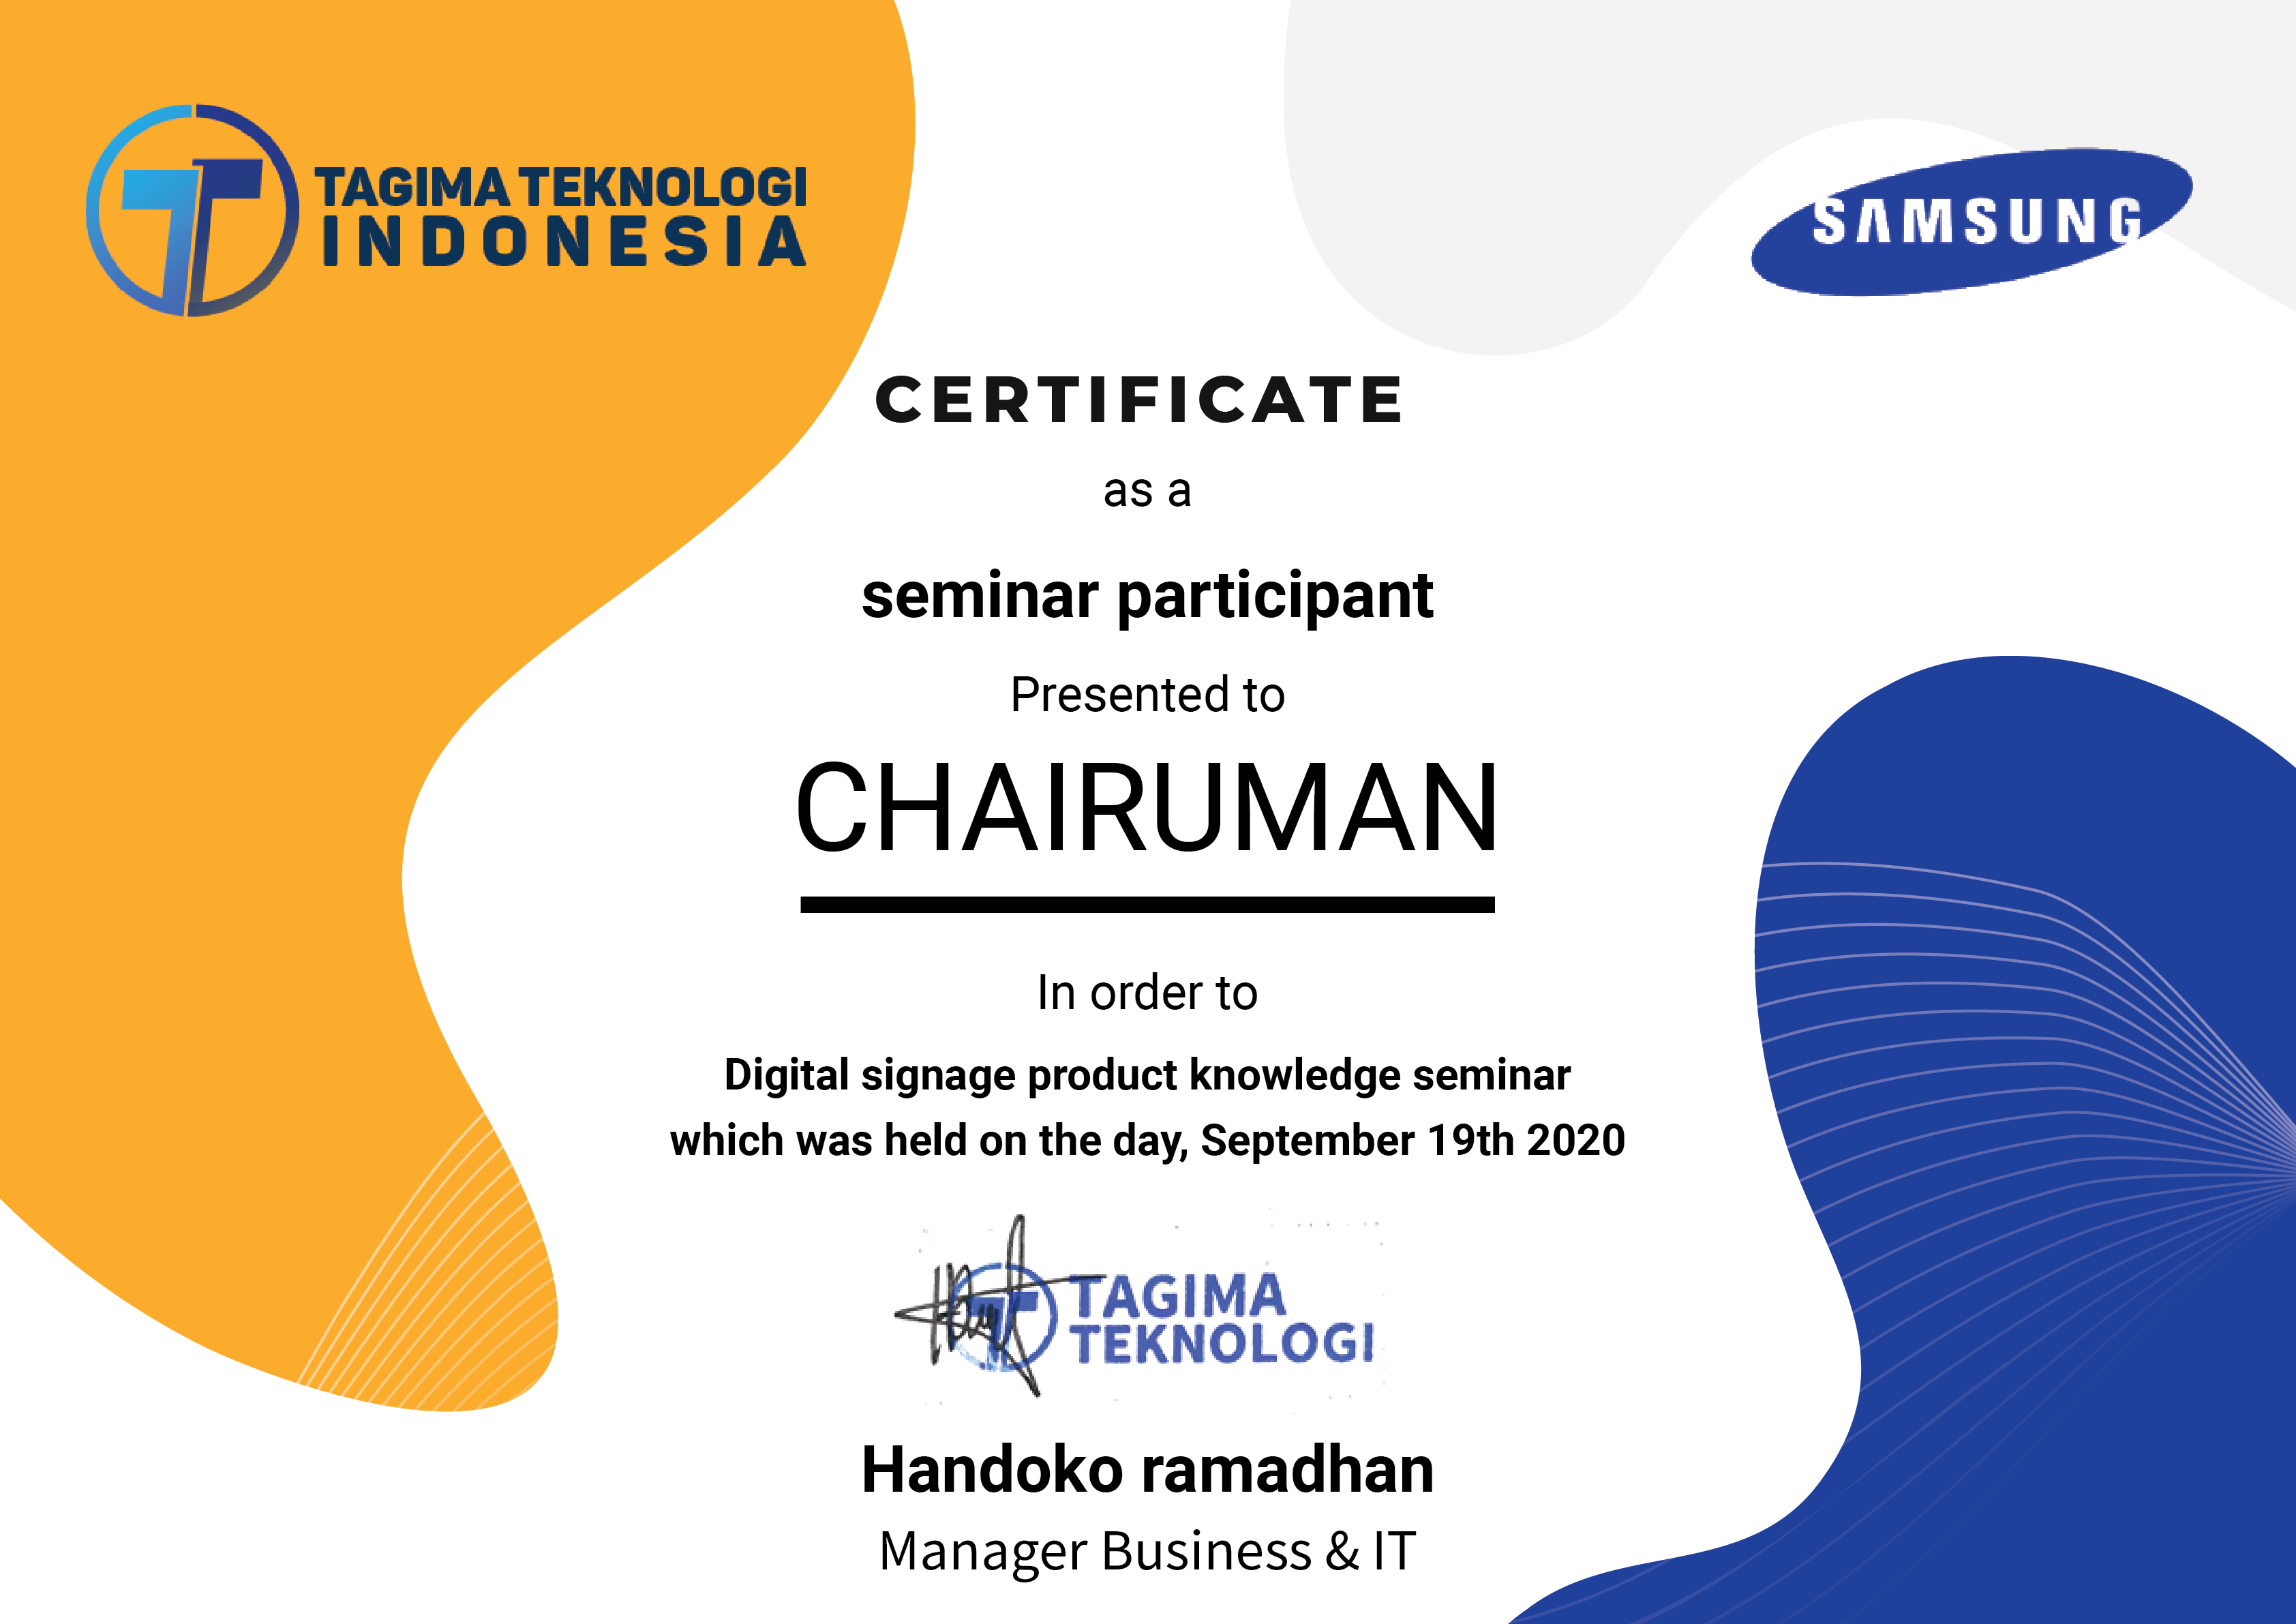 TAGIMA TEKNOLOGI
INDONESIA
SAMSUNG
CERTIFICATE
as a
seminar participant
Presented to
CHAIRUMAN
In order to
Digital signage product knowledge seminar
which was held on the day, September 19th 2020
TAGIMA
TEKNOLOGI
Handoko ramadhan
Manager Business & IT